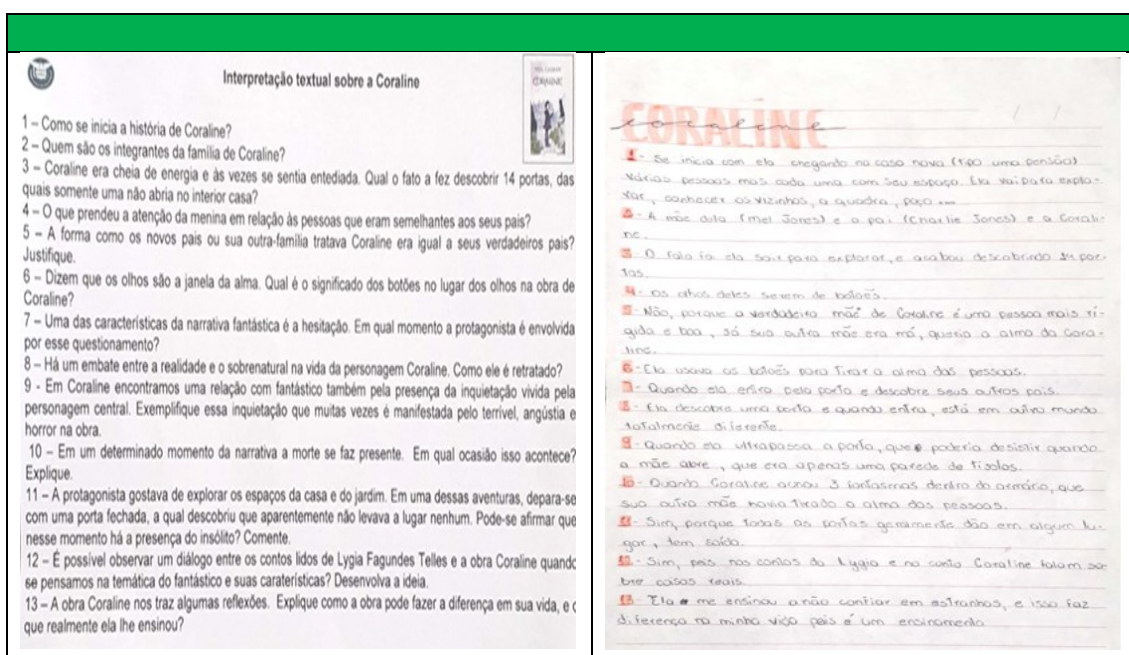 Interpretação textual sobre a Coraline
CORALINE
1 – Como se inicia a história de Coraline?
2 – Quem são os integrantes da família de Coraline?
3 – Coraline era cheia de energia e às vezes se sentia entediada. Qual o fato a fez descobrir 14 portas, das
quais somente uma não abria no interior casa?
4 – O que prendeu a atenção da menina em relação às pessoas que eram semelhantes aos seus pais?
5 – A forma como os novos pais ou sua outra-família tratava Coraline era igual a seus verdadeiros pais?
Justifique.
6 – Dizem que os olhos são a janela da alma. Qual é o significado dos botões no lugar dos olhos na obra de
Coraline?
7 – Uma das características da narrativa fantástica é a hesitação. Em qual momento a protagonista é envolvida
por esse questionamento?
8 – Há um embate entre a realidade e o sobrenatural na vida da personagem Coraline. Como ele é retratado?
9 - Em Coraline encontramos uma relação com fantástico também pela presença da inquietação vivida pela
personagem central. Exemplifique essa inquietação que muitas vezes é manifestada pelo terrível, angústia e
horror na obra.
10 – Em um determinado momento da narrativa a morte se faz presente. Em qual ocasião isso acontece?
Explique.
11 – A protagonista gostava de explorar os espaços da casa e do jardim. Em uma dessas aventuras, depara-se
com uma porta fechada, a qual descobriu que aparentemente não levava a lugar nenhum. Pode-se afirmar que
nesse momento há a presença do insólito? Comente.
12 – É possível observar um diálogo entre os contos lidos de Lygia Fagundes Telles e a obra Coraline quando
se pensamos na temática do fantástico e suas caraterísticas? Desenvolva a ideia.
13 – A obra Coraline nos traz algumas reflexões. Explique como a obra pode fazer a diferença em sua vida, e o
que realmente ela lhe ensinou?
CORALINE
coraline
1- Se inicia com ela chegando na casa nova (tipo uma pensão)
várias pessoas mas cada uma com seu espaço. Ela vai para explo-
rar, conhecer os vizinhos, a quadra, poço ...
2- A mãe dela (mel Jones) e o pai (Charlie Jones) e a Corali-
ne.
3- O fato foi ela sair para explorar, e acabou descobrindo 14 por-
tas.
4- Os olhos deles serem de botões.
5- Não, porque a verdadeira mãe de Coraline é uma pessoa mais rí-
gida e boa, já sua outra mãe era má, queria a alma da Cora-
line.
6- Ela usava os botões para tirar a alma das pessoas.
7- Quando ela entra pela porta e descobre seus outros pais.
8- Ela descobre uma porta e quando entra, está em outro mundo
totalmente diferente.
9- Quando ela ultrapassa a porta, que poderia desistir quando
a mãe abre, que era apenas uma parede de tijolos.
10- Quando Coraline achou 3 fantasmas dentro do armário, que
sua outra mãe havia tirado a alma das pessoas.
11- Sim, porque todas as portas geralmente dão em algum lu-
gar, tem saída.
12- Sim, pois nos contos da Lygia e no conto Coraline falam so-
bre coisas reais.
13- Ela me ensinou a não confiar em estranhos, e isso faz
diferença na minha vida pois é um ensinamento.